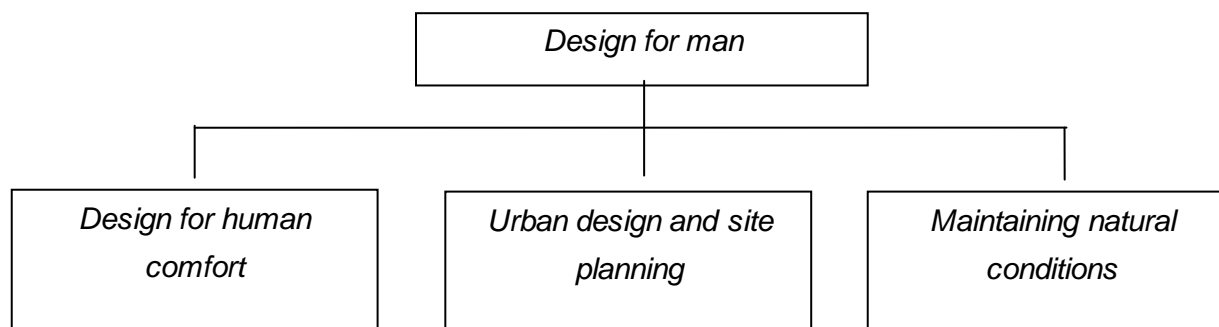 Design for man
Design for human
comfort
Urban design and site
planning
Maintaining natural
conditions